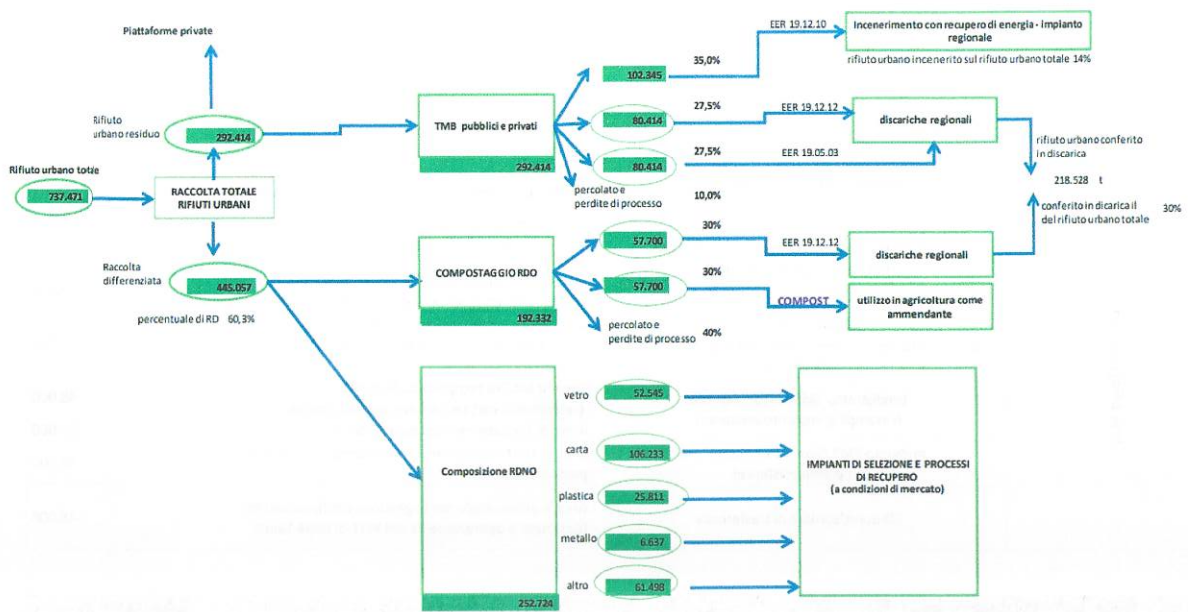 Piattaforme private
Rifiuto
urbano residuo
292.414
Rifiuto urbano totale
737.471
RACCOLTA TOTALE
RIFIUTI URBANI
Raccolta
differenziata
445.057
percentuale di RD 60,3%
TMB pubblici e privati
292.414
35,0%
102.345
EER 19.12.10
Incenerimento con recupero di energia - impianto
regionale
rifiuto urbano incenerito sul rifiuto urbano totale 14%
27,5%
80.414
EER 19.12.12
discariche regionali
27,5%
80.414
EER 19.05.03
percolato e
perdite di processo
10,0%
rifiuto urbano conferito
in discarica
218.528 t
conferito in dicarica il
del rifiuto urbano totale
30%
COMPOSTAGGIO RDO
192.332
30%
57.700
EER 19.12.12
discariche regionali
30%
57.700
COMPOST
utilizzo in agricoltura come
ammendante
percolato e
perdite di processo
40%
Composizione RDNO
252.724
vetro
52.545
carta
106.233
plastica
25.811
metallo
6.637
altro
61.498
IMPIANTI DI SELEZIONE E PROCESSI
DI RECUPERO
(a condizioni di mercato)